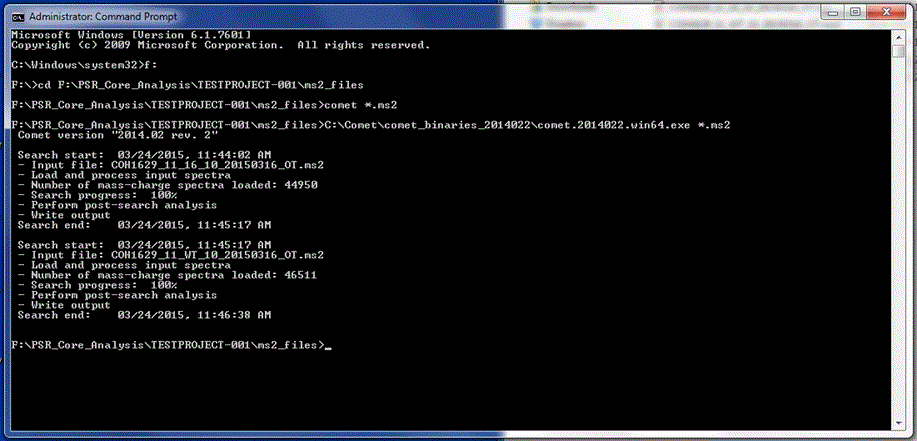 Administrator: Command Prompt
Microsoft Windows [Version 6.1.7601]
Copyright (c) 2009 Microsoft Corporation.  All rights reserved.
C:\Windows\system32>f:
F:\>cd F:\PSR_Core_Analysis\TESTPROJECT-001\ms2_files
F:\PSR_Core_Analysis\TESTPROJECT-001\ms2_files>comet *.ms2
F:\PSR_Core_Analysis\TESTPROJECT-001\ms2_files>C:\Comet\comet_binaries_2014022\comet.2014022.win64.exe *.ms2
Comet version "2014.02 rev. 2"
Search start:  03/24/2015, 11:44:02 AM
- Input file: COH1629_11_16_10_20150316_OT.ms2
- Load and process input spectra
- Number of mass-charge spectra loaded: 44950
- Search progress:  100%
- Perform post-search analysis
- Write output
Search end:    03/24/2015, 11:45:17 AM
Search start:  03/24/2015, 11:45:17 AM
- Input file: COH1629_11_WT_10_20150316_OT.ms2
- Load and process input spectra
- Number of mass-charge spectra loaded: 46511
- Search progress:  100%
- Perform post-search analysis
- Write output
Search end:    03/24/2015, 11:46:38 AM
F:\PSR_Core_Analysis\TESTPROJECT-001\ms2_files>_